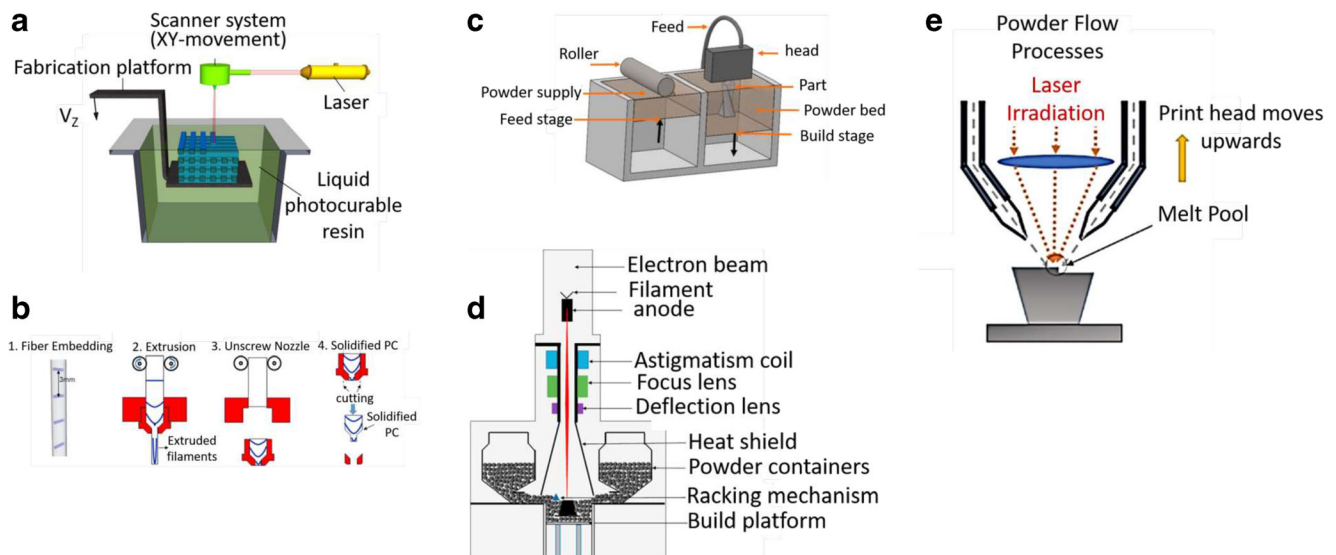 a
Scanner system
(XY-movement)
Fabrication platform
Laser
Vz
Liquid
photocurable
resin
b
1. Fiber Embedding
2. Extrusion
3. Unscrew Nozzle
4. Solidified PC
3mm
cutting
Solidified
PC
Extruded
filaments
c
Feed
Roller
head
Powder supply
Part
Feed stage
Powder bed
Build stage
d
Electron beam
Filament
anode
Astigmatism coil
Focus lens
Deflection lens
Heat shield
Powder containers
Racking mechanism
Build platform
e
Powder Flow
Processes
Laser
Irradiation
Print head moves
upwards
Melt Pool